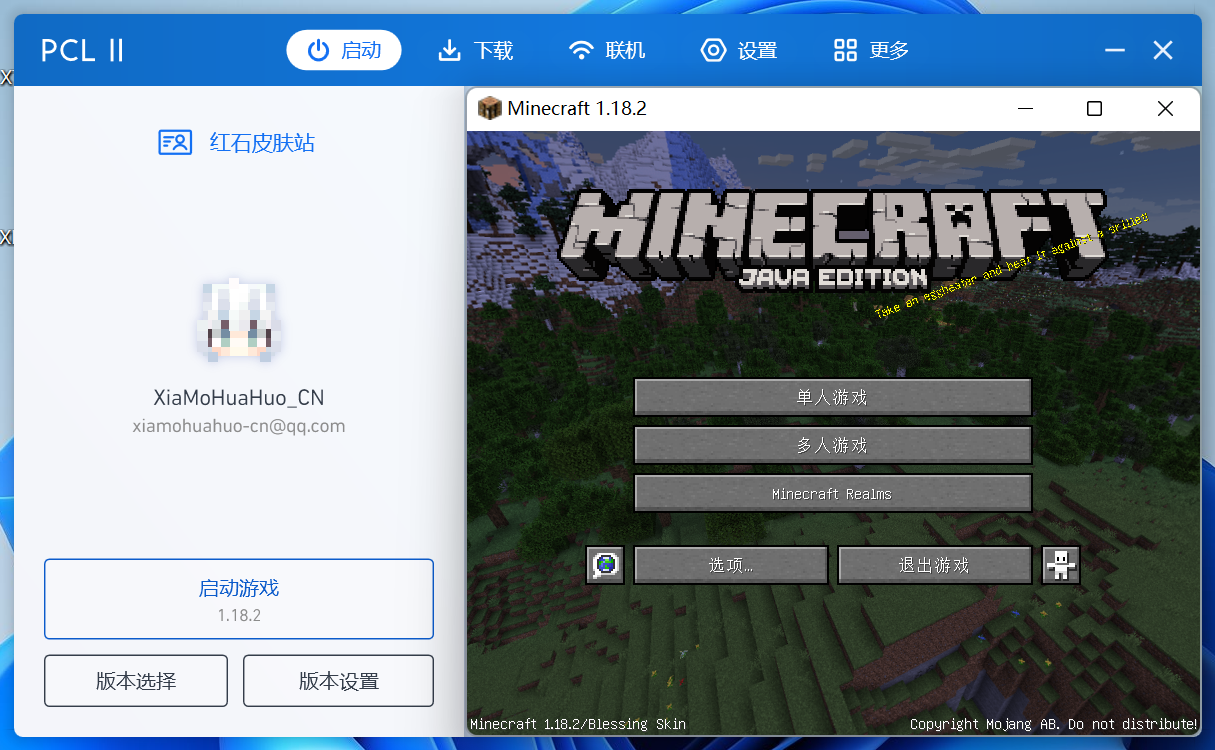 PCL II
启动
下载
联机
设置
更多
红石皮肤站
XiaMoHuaHuo_CN
xiamohuahuo-cn@qq.com
启动游戏
1.18.2
版本选择
版本设置
Minecraft 1.18.2
MINECRAFT
JAVA EDITION
Take an eggbeater and beat it against a skillet
单人游戏
多人游戏
Minecraft Realms
选项...
退出游戏
Minecraft 1.18.2/Blessing Skin
Copyright Mojang AB. Do not distribute!